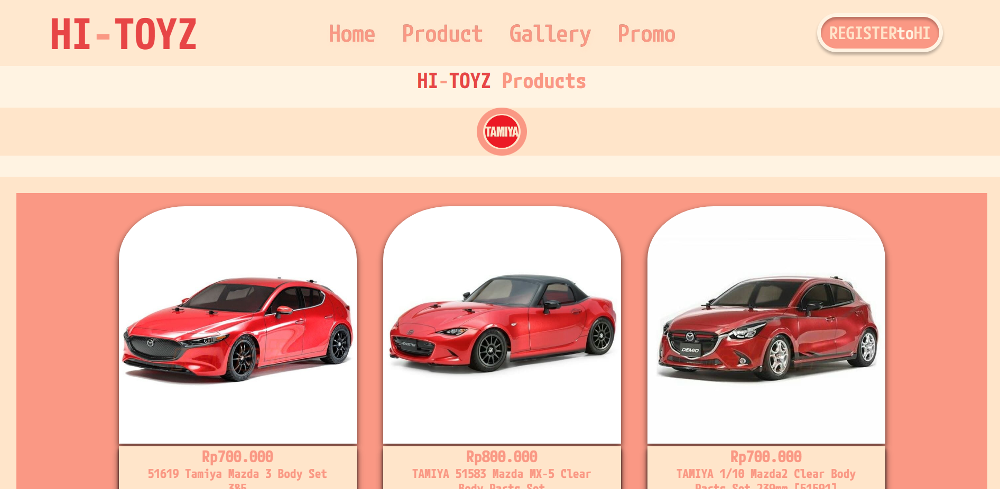 HI-TOYZ
Home Product Gallery Promo
REGISTERtoHI
HI-TOYZ Products
TAMIYA
ROADSTER
DEMIO
Rp700.000
51619 Tamiya Mazda 3 Body Set
3&5
Rp800.000
TAMIYA 51583 Mazda MX-5 Clear
Body Parts Set
Rp700.000
TAMIYA 1/10 Mazda2 Clear Body
Parts Set 239mm [51591]